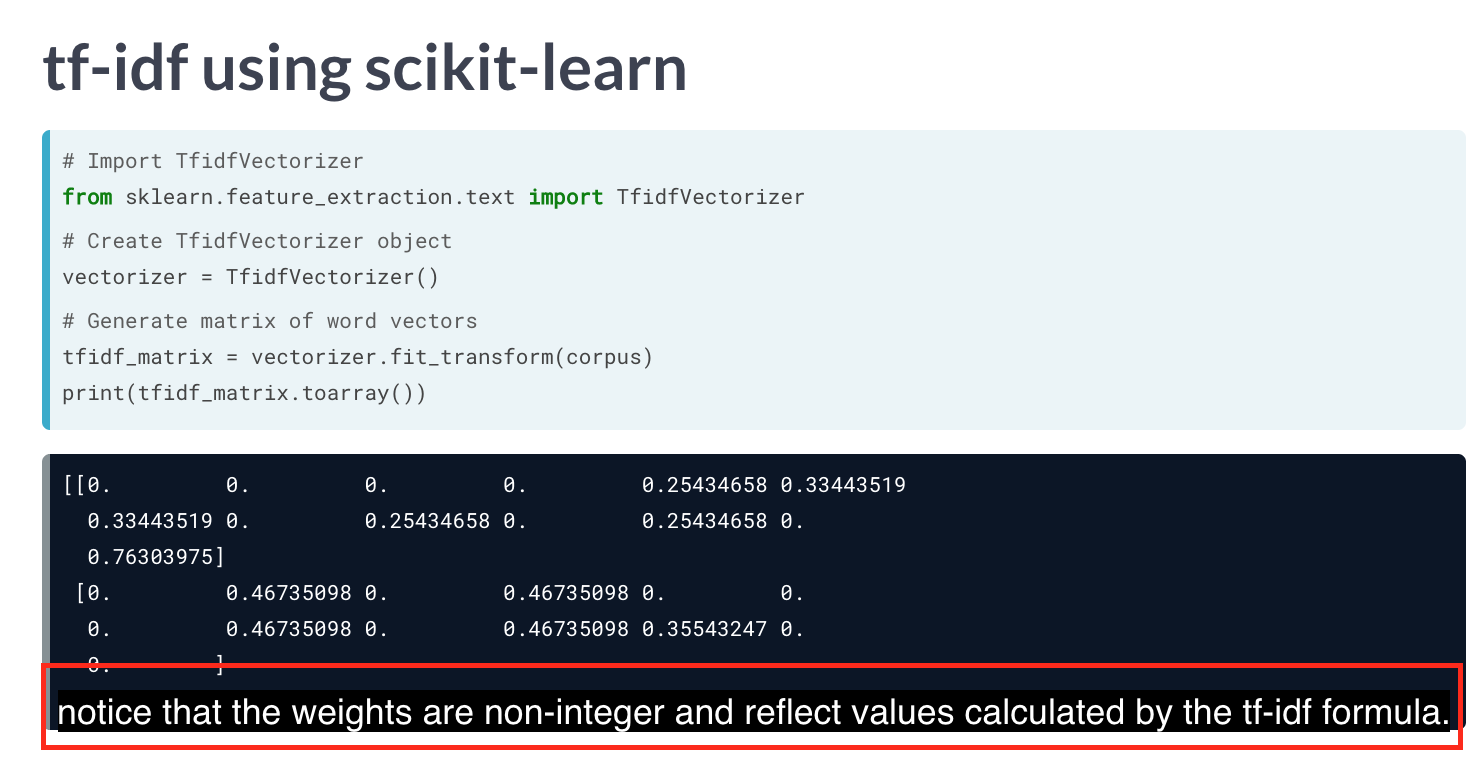 tf-idf using scikit-learn
# Import TfidfVectorizer
from sklearn.feature_extraction.text import TfidfVectorizer
# Create TfidfVectorizer object
vectorizer = TfidfVectorizer()
# Generate matrix of word vectors
tfidf_matrix = vectorizer.fit_transform(corpus)
print(tfidf_matrix.toarray())
[[0.         0.         0.         0.         0.25434658 0.33443519
  0.33443519 0.         0.25434658 0.         0.25434658 0.
  0.76303975]
 [0.         0.46735098 0.         0.46735098 0.         0.
  0.         0.46735098 0.         0.46735098 0.35543247 0.
  0.        ]
notice that the weights are non-integer and reflect values calculated by the tf-idf formula.